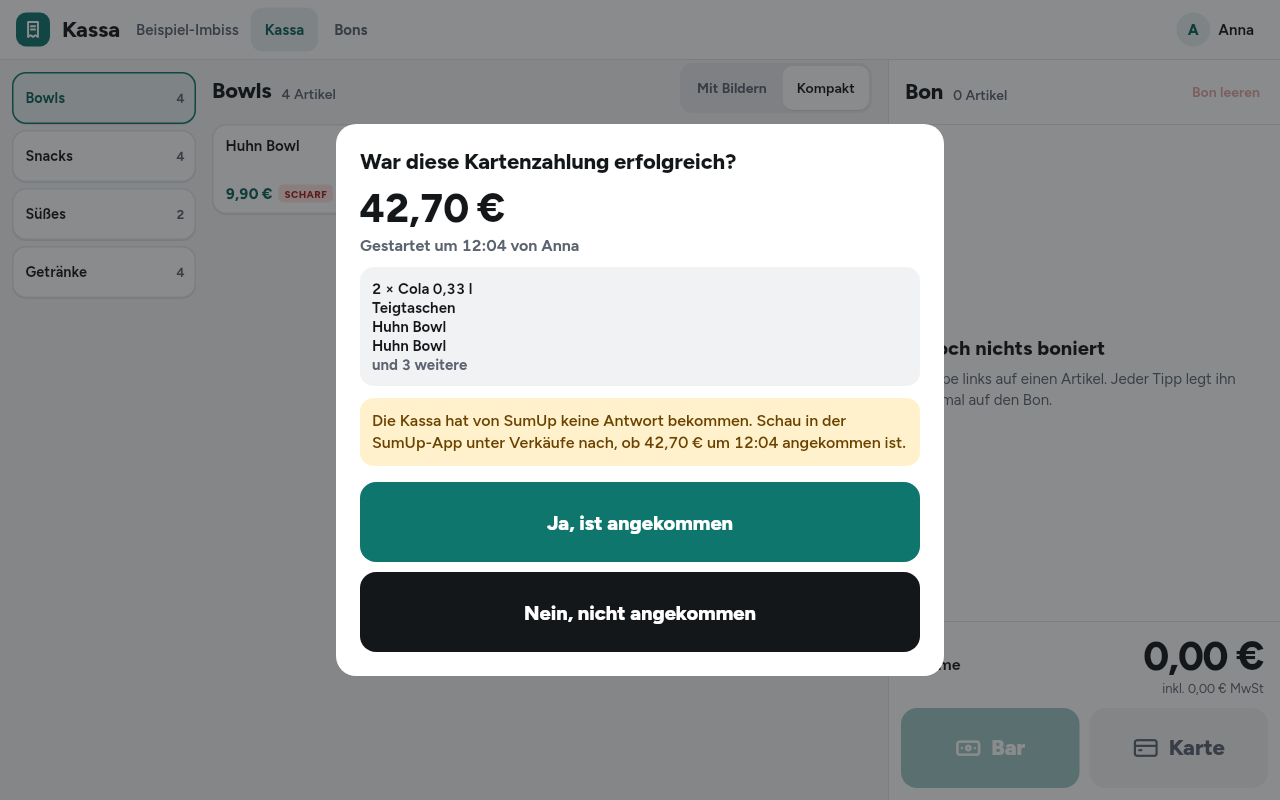 Kassa
Beispiel-Imbiss
Kassa
Bons
A
Anna
Bowls 4
Snacks 4
Süßes 2
Getränke 4
Bowls 4 Artikel
Mit Bildern
Kompakt
Huhn Bowl
9,90 € SCHARF
Bon 0 Artikel
Bon leeren
War diese Kartenzahlung erfolgreich?
42,70 €
Gestartet um 12:04 von Anna
2 × Cola 0,33 l
Teigtaschen
Huhn Bowl
Huhn Bowl
und 3 weitere
Die Kassa hat von SumUp keine Antwort bekommen. Schau in der
SumUp-App unter Verkäufe nach, ob 42,70 € um 12:04 angekommen ist.
Ja, ist angekommen
Nein, nicht angekommen
nichts boniert
links auf einen Artikel. Jeder Tipp legt ihn
auf den Bon.
0,00 €
inkl. 0,00 € MwSt
Bar
Karte